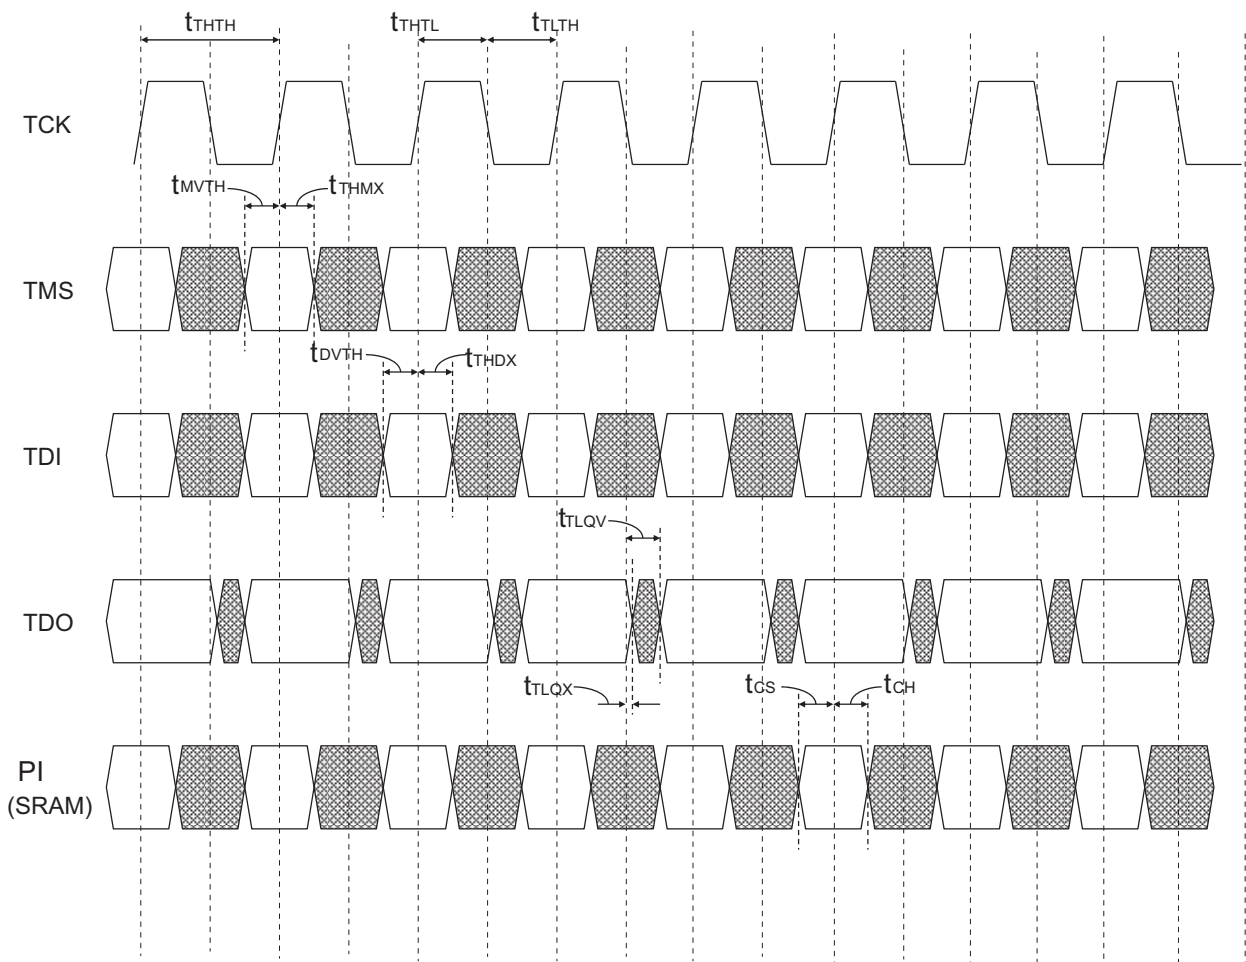 tTHTH
tTHTL
tTLTH
TCK
tMVTH
tTHMX
TMS
tDVTH
tTHDX
TDI
tTLQV
TDO
tTLQX
tCS
tCH
PI
(SRAM)